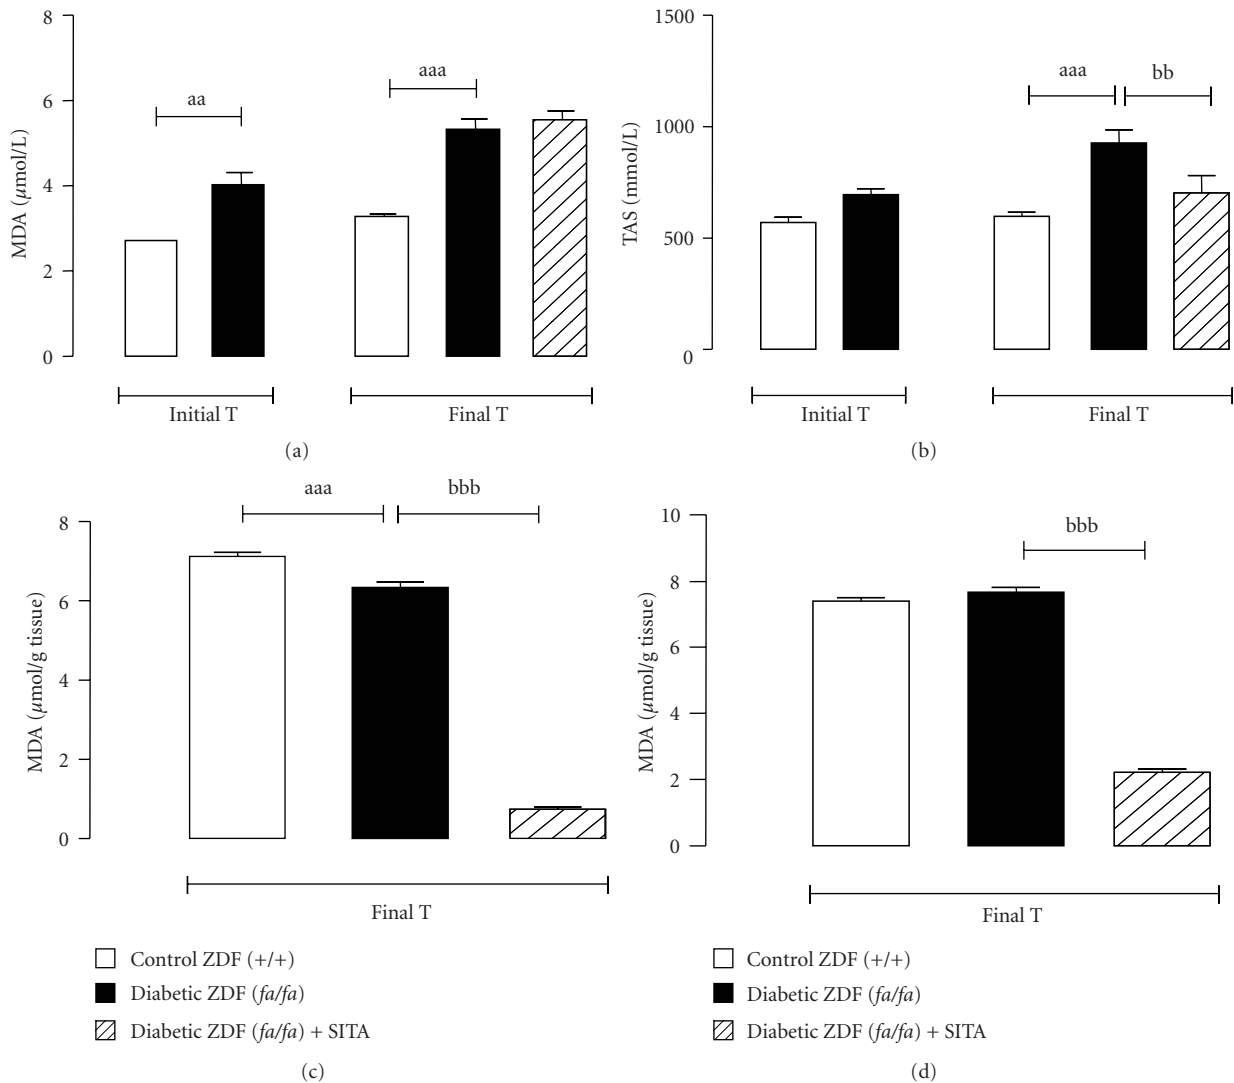 8
6
4
2
0
MDA (μmol/L)
aa
aaa
Initial T
Final T
(a)
1500
1000
500
0
TAS (mmol/L)
aaa
bb
Initial T
Final T
(b)
8
6
4
2
0
MDA (μmol/g tissue)
aaa
bbb
Final T
Control ZDF (+/+)
Diabetic ZDF (fa/fa)
Diabetic ZDF (fa/fa) + SITA
(c)
10
8
6
4
2
0
MDA (μmol/g tissue)
bbb
Final T
Control ZDF (+/+)
Diabetic ZDF (fa/fa)
Diabetic ZDF (fa/fa) + SITA
(d)